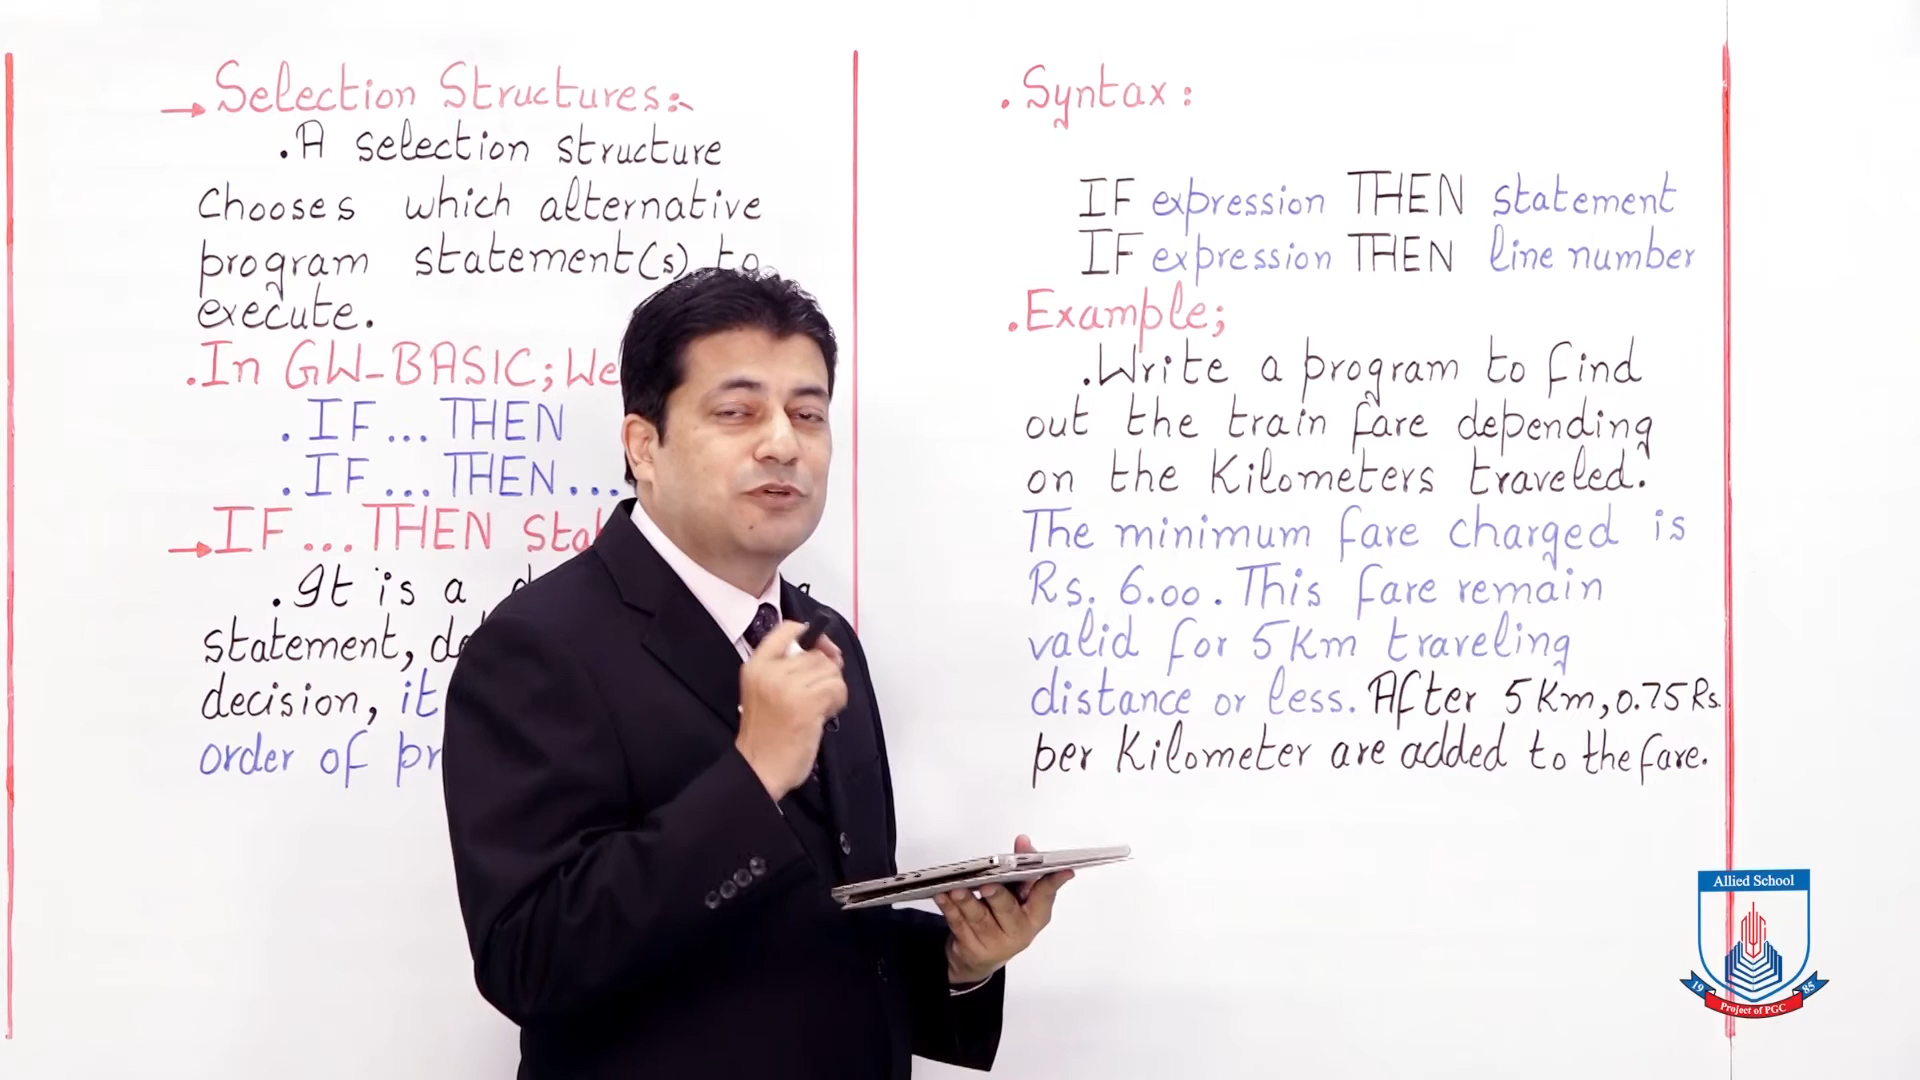 → Selection Structures:-
.A selection structure
Chooses which alternative
program statement(s) to
execute.
.In GW-BASIC; We
.IF...THEN
.IF...THEN...
→ IF...THEN
.It is a
statement,
decision, it
order of
.Syntax:
IF expression THEN statement
IF expression THEN line number
.Example;
.Write a program to find
out the train fare depending
on the Kilometers traveled.
The minimum fare charged is
Rs. 6.00. This fare remain
valid for 5 Km traveling
distance or less. After 5 Km, 0.75 Rs.
per Kilometer are added to the fare.
Allied School
19 85
Project of PGC